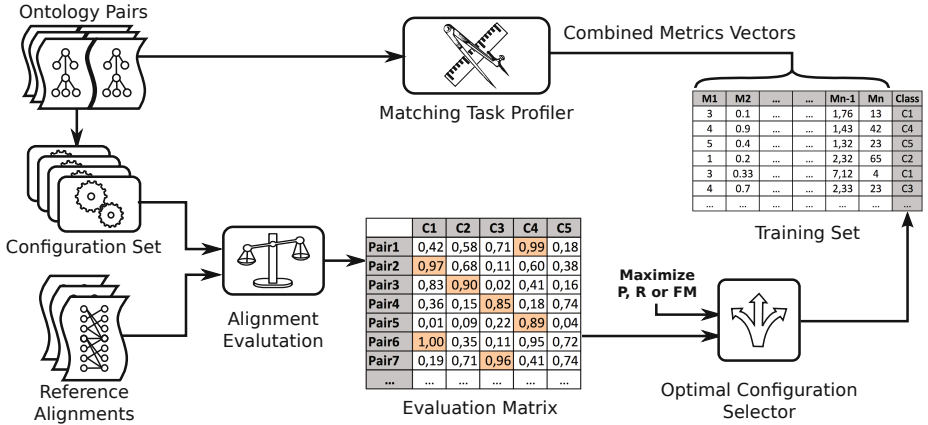 Ontology Pairs
Combined Metrics Vectors
Matching Task Profiler
M1 M2 ... ... Mn-1 Mn Class
3 0.1 ... ... 1,76 13 C1
4 0.9 ... ... 1,43 42 C4
5 0.4 ... ... 1,32 23 C5
1 0.2 ... ... 2,32 65 C2
3 0.33 ... ... 7,12 4 C1
4 0.7 ... ... 2,33 23 C3
... ... ... ... ... ... ...
Training Set
Configuration Set
Alignment
Evalutation
Reference
Alignments
C1 C2 C3 C4 C5
Pair1 0,42 0,58 0,71 0,99 0,18
Pair2 0,97 0,68 0,11 0,60 0,38
Pair3 0,83 0,90 0,02 0,41 0,16
Pair4 0,36 0,15 0,85 0,18 0,74
Pair5 0,01 0,09 0,22 0,89 0,04
Pair6 1,00 0,35 0,11 0,95 0,72
Pair7 0,19 0,71 0,96 0,41 0,74
... ... ... ... ... ...
Evaluation Matrix
Maximize
P, R or FM
Optimal Configuration
Selector